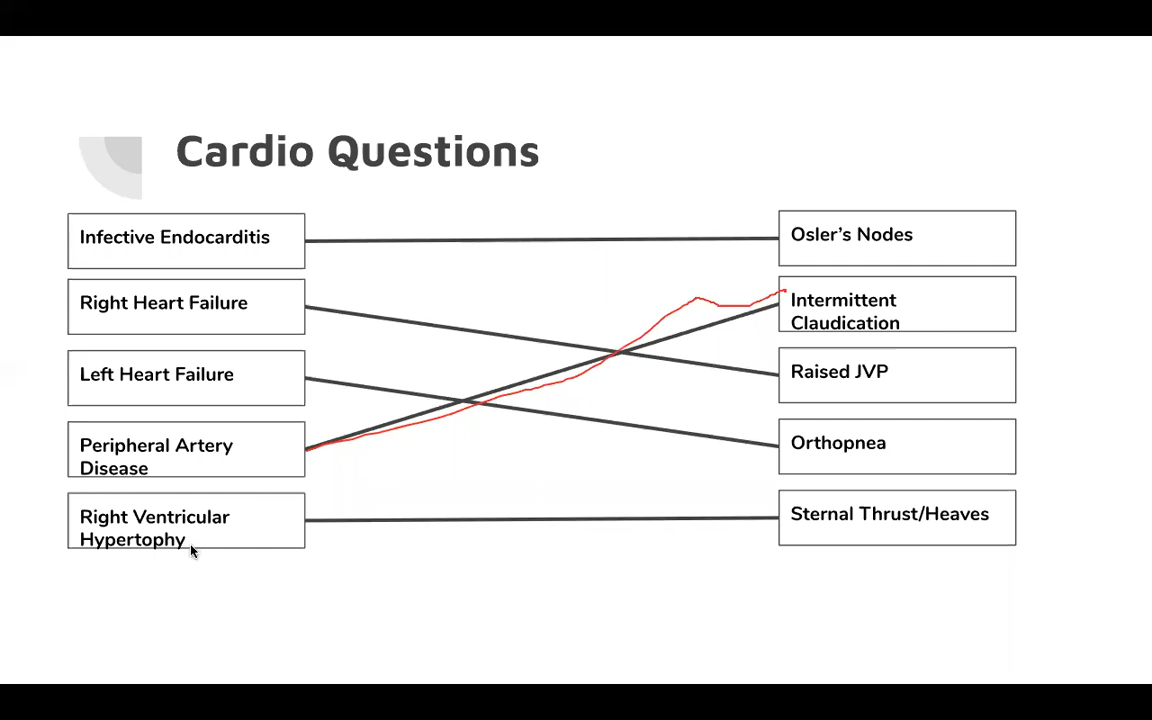 Cardio Questions
Infective Endocarditis
Right Heart Failure
Left Heart Failure
Peripheral Artery
Disease
Right Ventricular
Hypertophy
Osler’s Nodes
Intermittent
Claudication
Raised JVP
Orthopnea
Sternal Thrust/Heaves